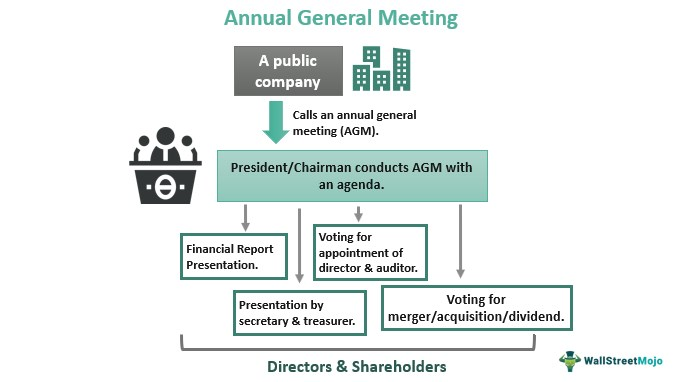 Annual General Meeting
A public
company
Calls an annual general
meeting (AGM).
President/Chairman conducts AGM with
an agenda.
Financial Report
Presentation.
Voting for
appointment of
director & auditor.
Presentation by
secretary & treasurer.
Voting for
merger/acquisition/dividend.
Directors & Shareholders
WallStreetMojo